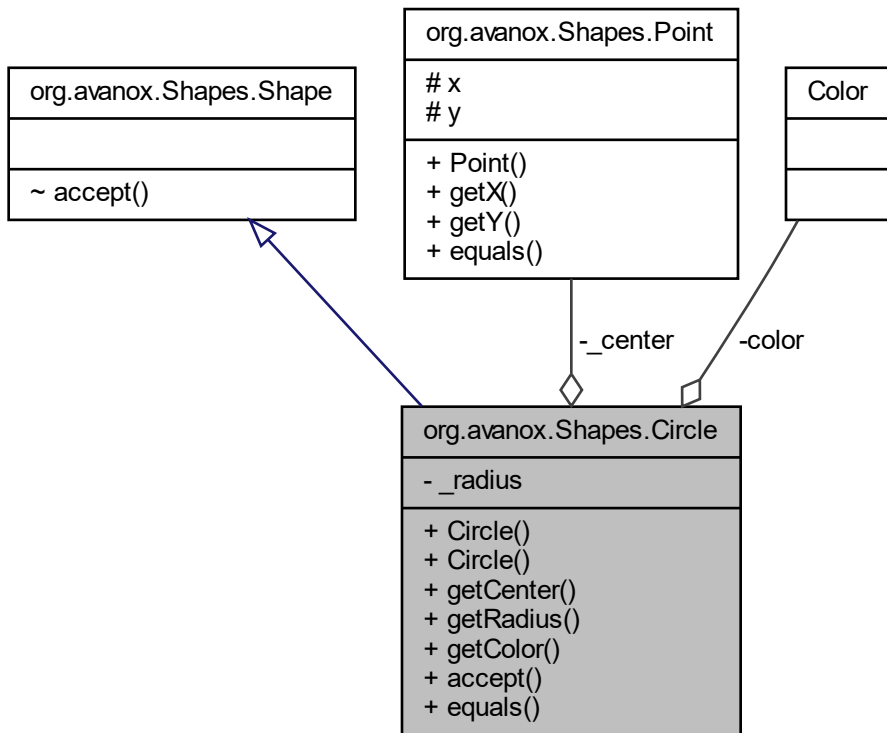 org.avanox.Shapes.Point
# x
# y
+ Point()
+ getX()
+ getY()
+ equals()
org.avanox.Shapes.Shape
~ accept()
Color
-_center
-color
org.avanox.Shapes.Circle
- _radius
+ Circle()
+ Circle()
+ getCenter()
+ getRadius()
+ getColor()
+ accept()
+ equals()